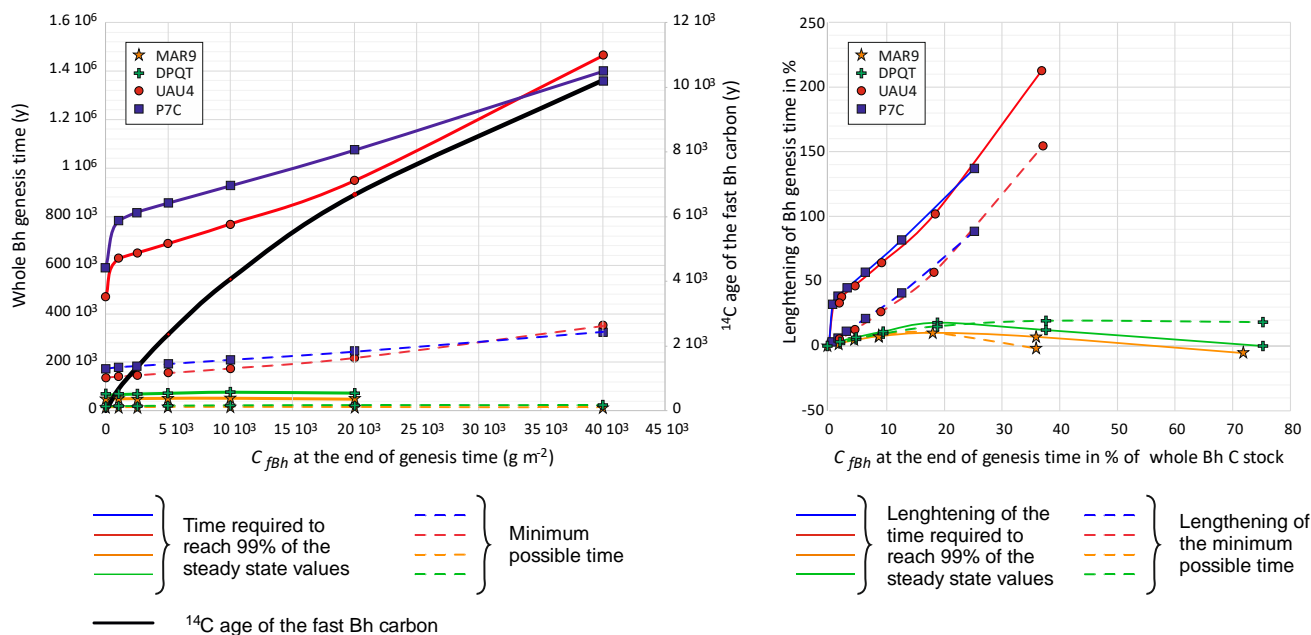 Whole Bh genesis time (y)
1.6 10⁶
1.4 10⁶
1.2 10⁶
1 10⁶
800 10³
600 10³
400 10³
200 10³
0
MAR9
DPQT
UAU4
P7C
12 10³
10 10³
8 10³
6 10³
4 10³
2 10³
0
¹⁴C age of the fast Bh carbon (y)
0
5 10³
10 10³
15 10³
20 10³
25 10³
30 10³
35 10³
40 10³
45 10³
C fBh at the end of genesis time (g m⁻²)
Time required to
reach 99% of the
steady state values
Minimum
possible time
¹⁴C age of the fast Bh carbon
Lenghtening of Bh genesis time in %
250
200
150
100
50
0
-50
MAR9
DPQT
UAU4
P7C
0
10
20
30
40
50
60
70
80
C fBh at the end of genesis time in % of whole Bh C stock
Lenghtening of the
time required to
reach 99% of the
steady state values
Lengthening of
the minimum
possible time